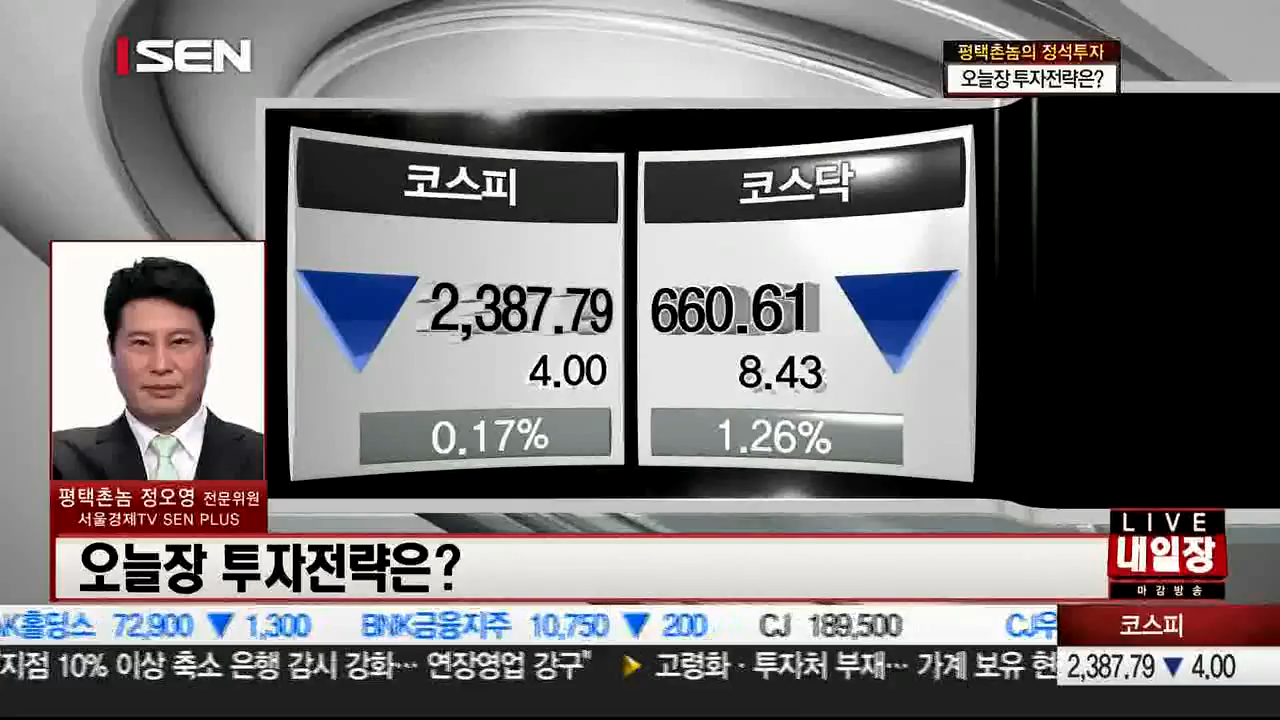 SEN
평택촌놈의 정석투자
오늘장 투자전략은?
코스피
2,387.79
4.00
0.17%
코스닥
660.61
8.43
1.26%
평택촌놈 정오영 전문위원
서울경제TV SEN PLUS
오늘장 투자전략은?
LIVE
내일장
마감방송
K홀딩스 72,900 ▼ 1,300 BNK금융지주 10,750 ▼ 200 CJ 189,500 CJ우
코스피
지점 10% 이상 축소 은행 감시 강화… 연장영업 강구" ▶ 고령화·투자처 부재… 가계 보유 현
2,387.79 ▼ 4.00